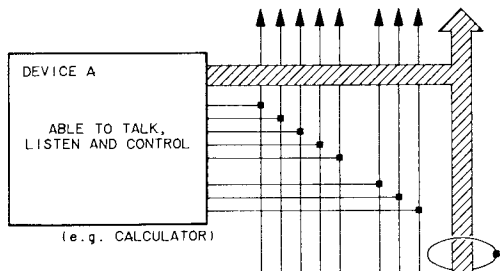 DEVICE A
ABLE TO TALK,
LISTEN AND CONTROL
(e.g. CALCULATOR)